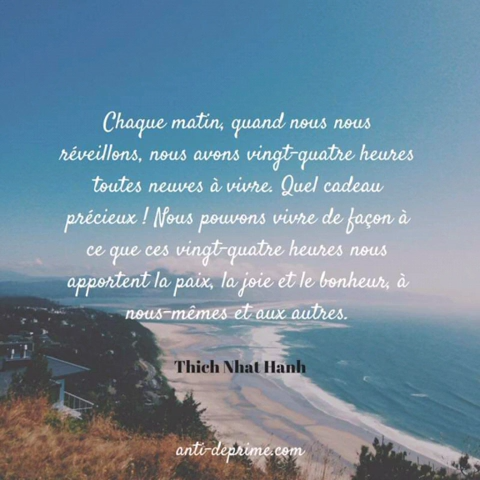 Chaque matin, quand nous nous
réveillons, nous avons vingt-quatre heures
toutes neuves à vivre. Quel cadeau
précieux ! Nous pouvons vivre de façon à
ce que ces vingt-quatre heures nous
apportent la paix, la joie et le bonheur, à
nous-mêmes et aux autres.
Thich Nhat Hanh
anti-deprime.com